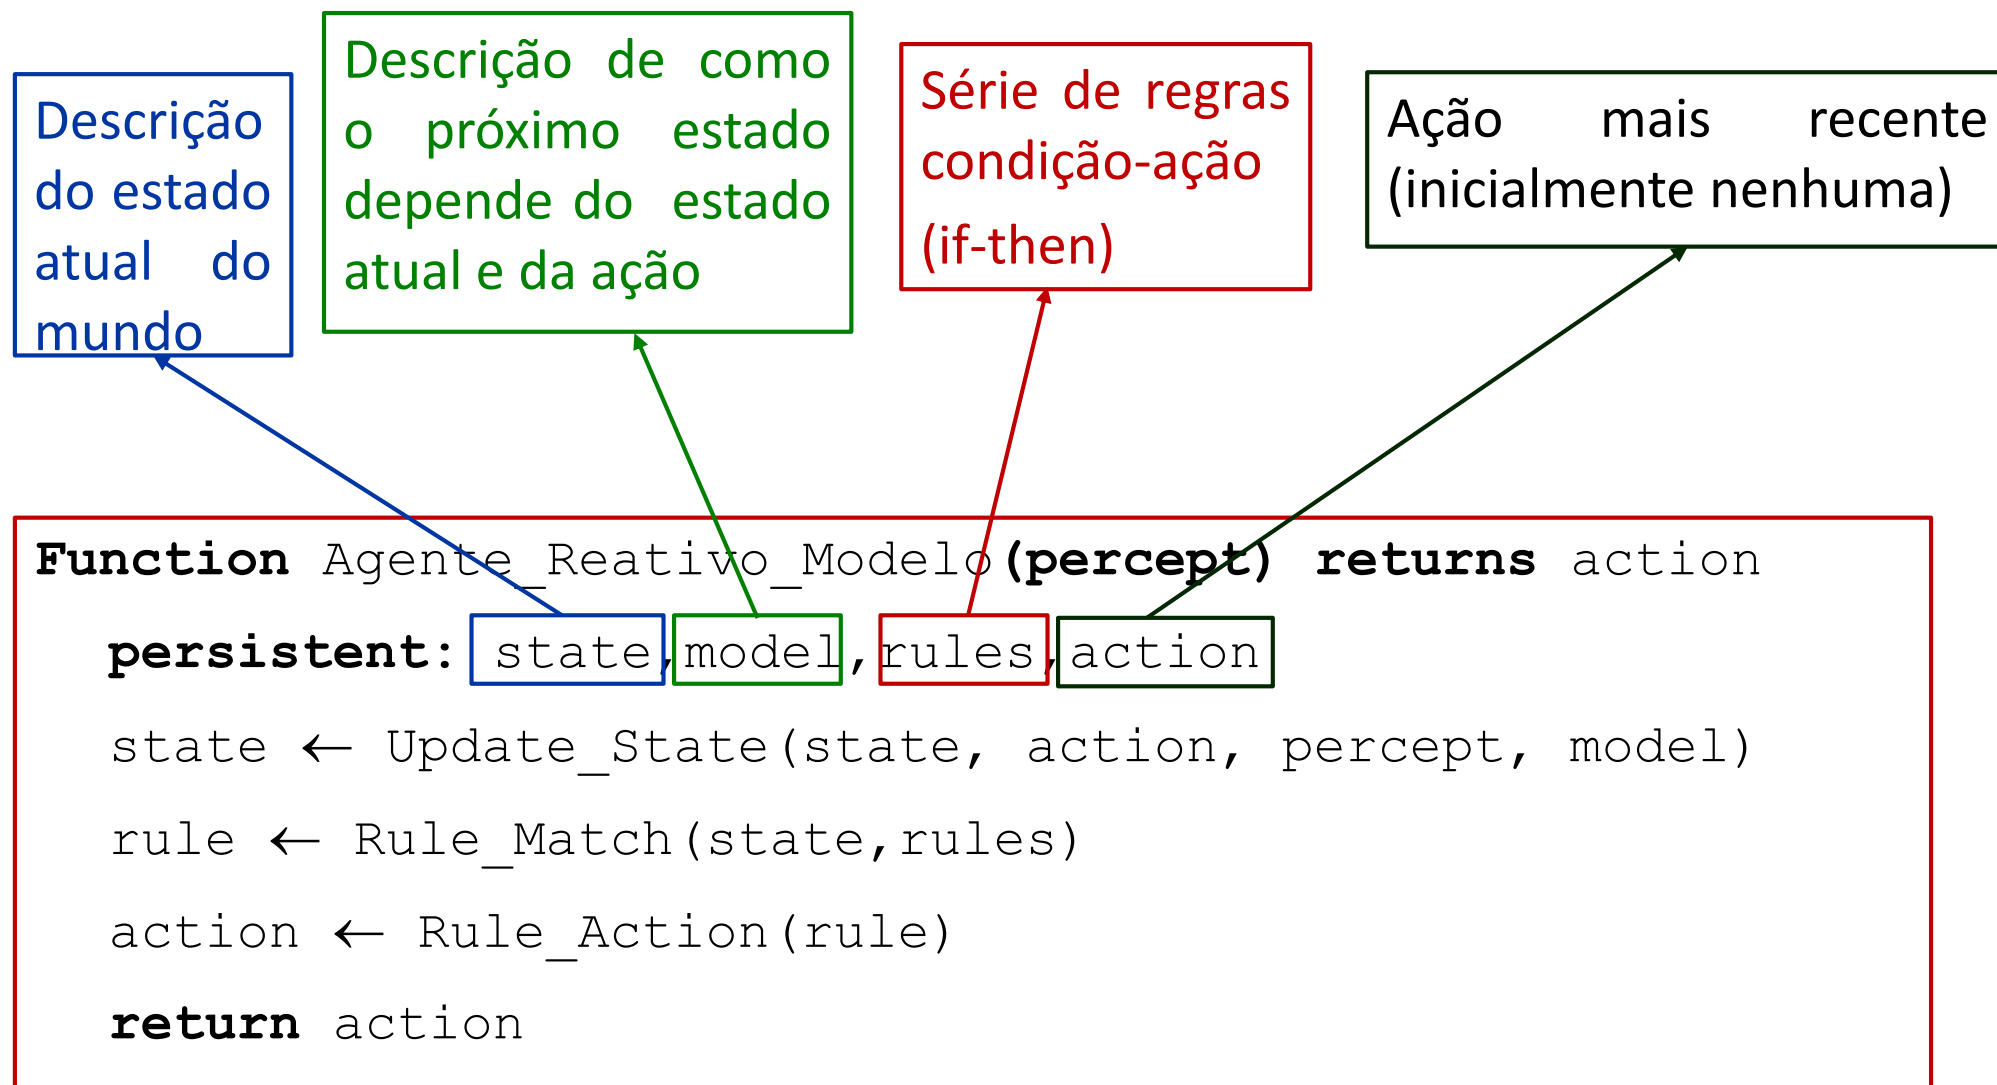 Descrição
do estado
atual do
mundo
Descrição de como
o próximo estado
depende do estado
atual e da ação
Série de regras
condição-ação
(if-then)
Ação mais recente
(inicialmente nenhuma)
Function Agente_Reativo_Modelo(percept) returns action
persistent: state,model,rules,action
state ← Update_State(state, action, percept, model)
rule ← Rule_Match(state,rules)
action ← Rule_Action(rule)
return action